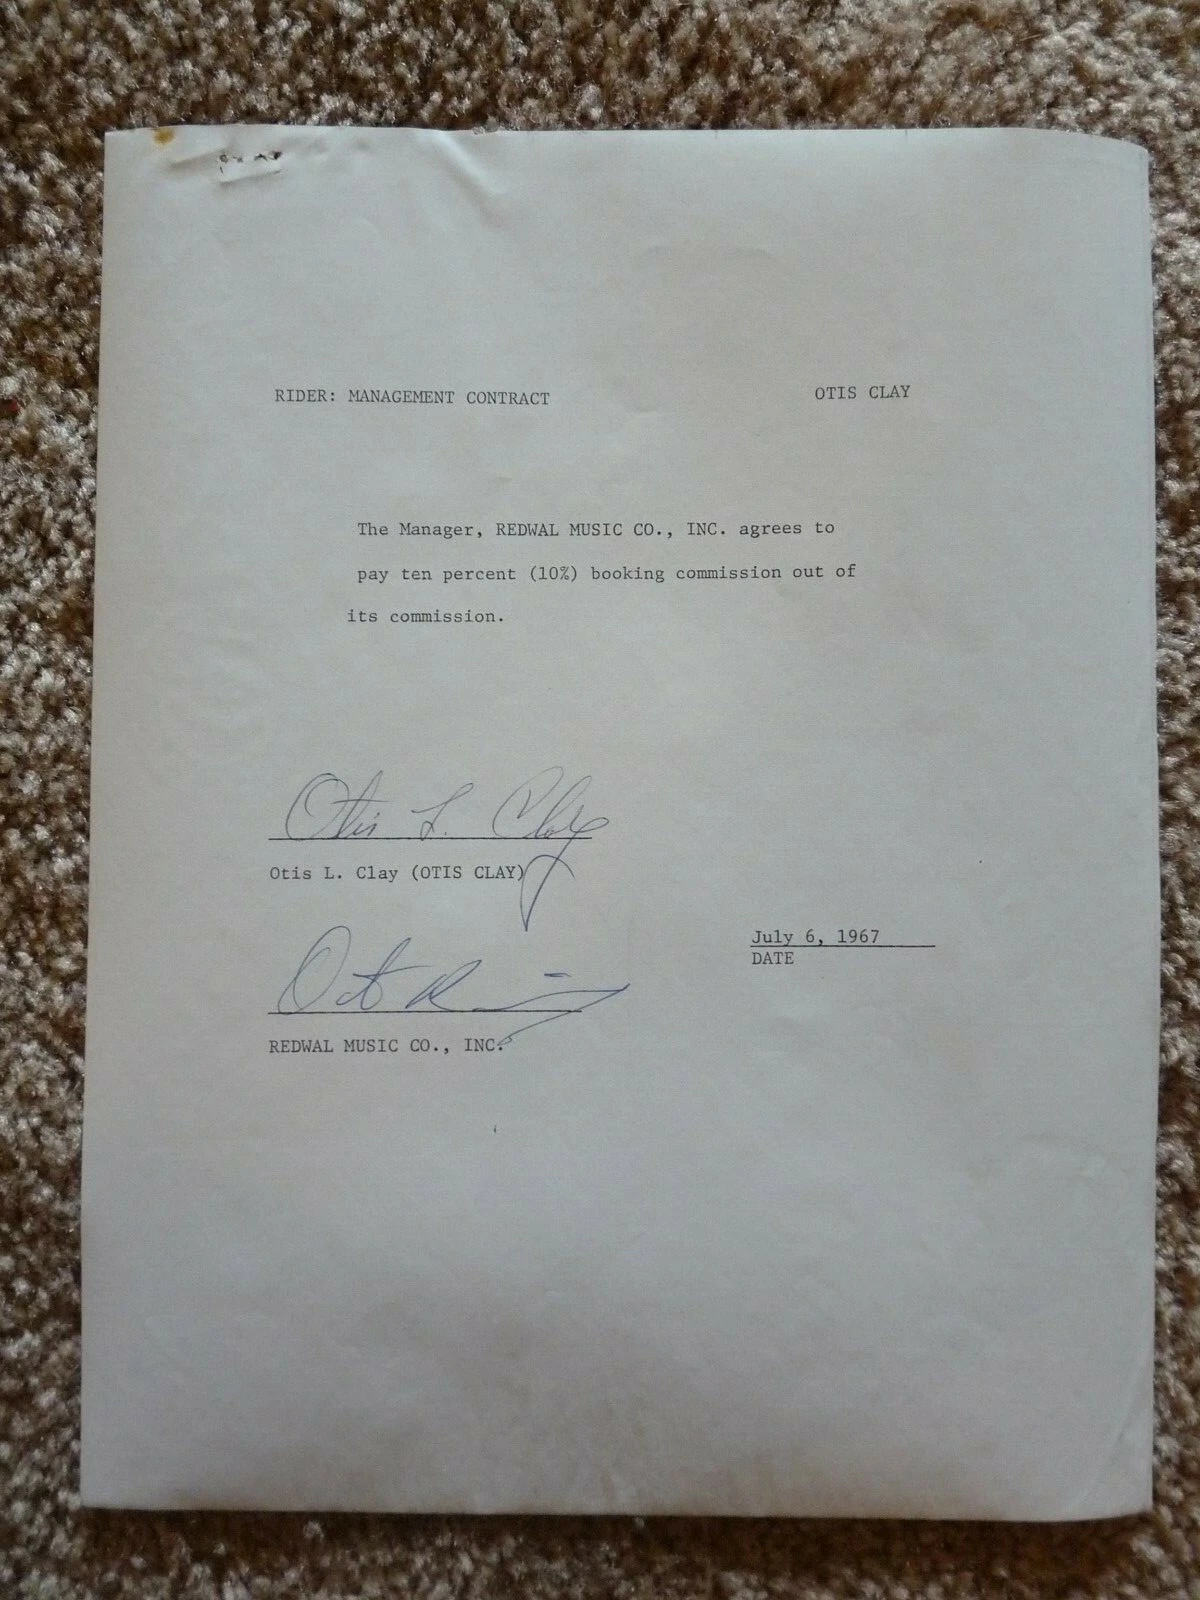 RIDER: MANAGEMENT CONTRACT OTIS CLAY
The Manager, REDWAL MUSIC CO., INC. agrees to
pay ten percent (10%) booking commission out of
its commission.
Otis L. Clay
Otis L. Clay (OTIS CLAY)
July 6, 1967
DATE
REDWAL MUSIC CO., INC.